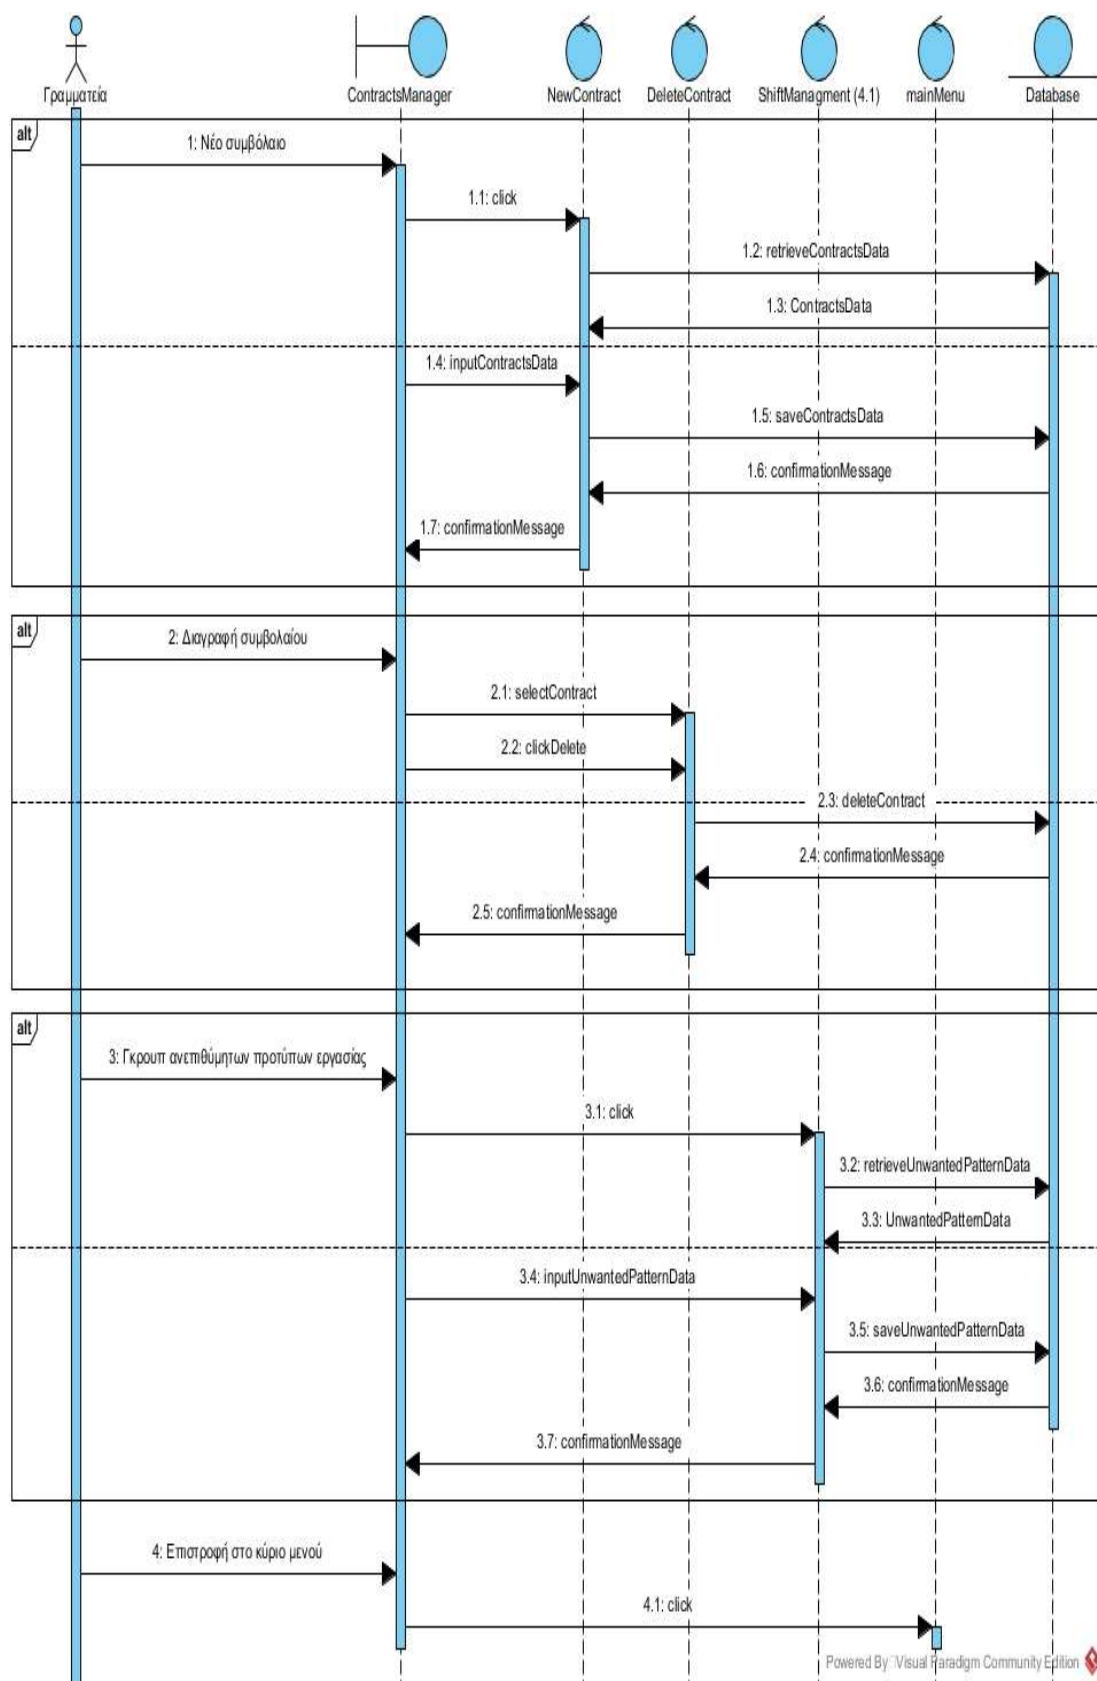 Γραμματεία
ContractsManager
NewContract
DeleteContract
ShiftManagment (4.1)
mainMenu
Database
alt
1: Νέο συμβόλαιο
1.1: click
1.2: retrieveContractsData
1.3: ContractsData
1.4: inputContractsData
1.5: saveContractsData
1.6: confirmationMessage
1.7: confirmationMessage
alt
2: Διαγραφή συμβολαίου
2.1: selectContract
2.2: clickDelete
2.3: deleteContract
2.4: confirmationMessage
2.5: confirmationMessage
alt
3: Γκρουπ ανεπιθύμητων προτύπων εργασίας
3.1: click
3.2: retrieveUnwantedPatternData
3.3: UnwantedPatternData
3.4: inputUnwantedPatternData
3.5: saveUnwantedPatternData
3.6: confirmationMessage
3.7: confirmationMessage
4: Επιστροφή στο κύριο μενού
4.1: click
Powered By Visual Paradigm Community Edition